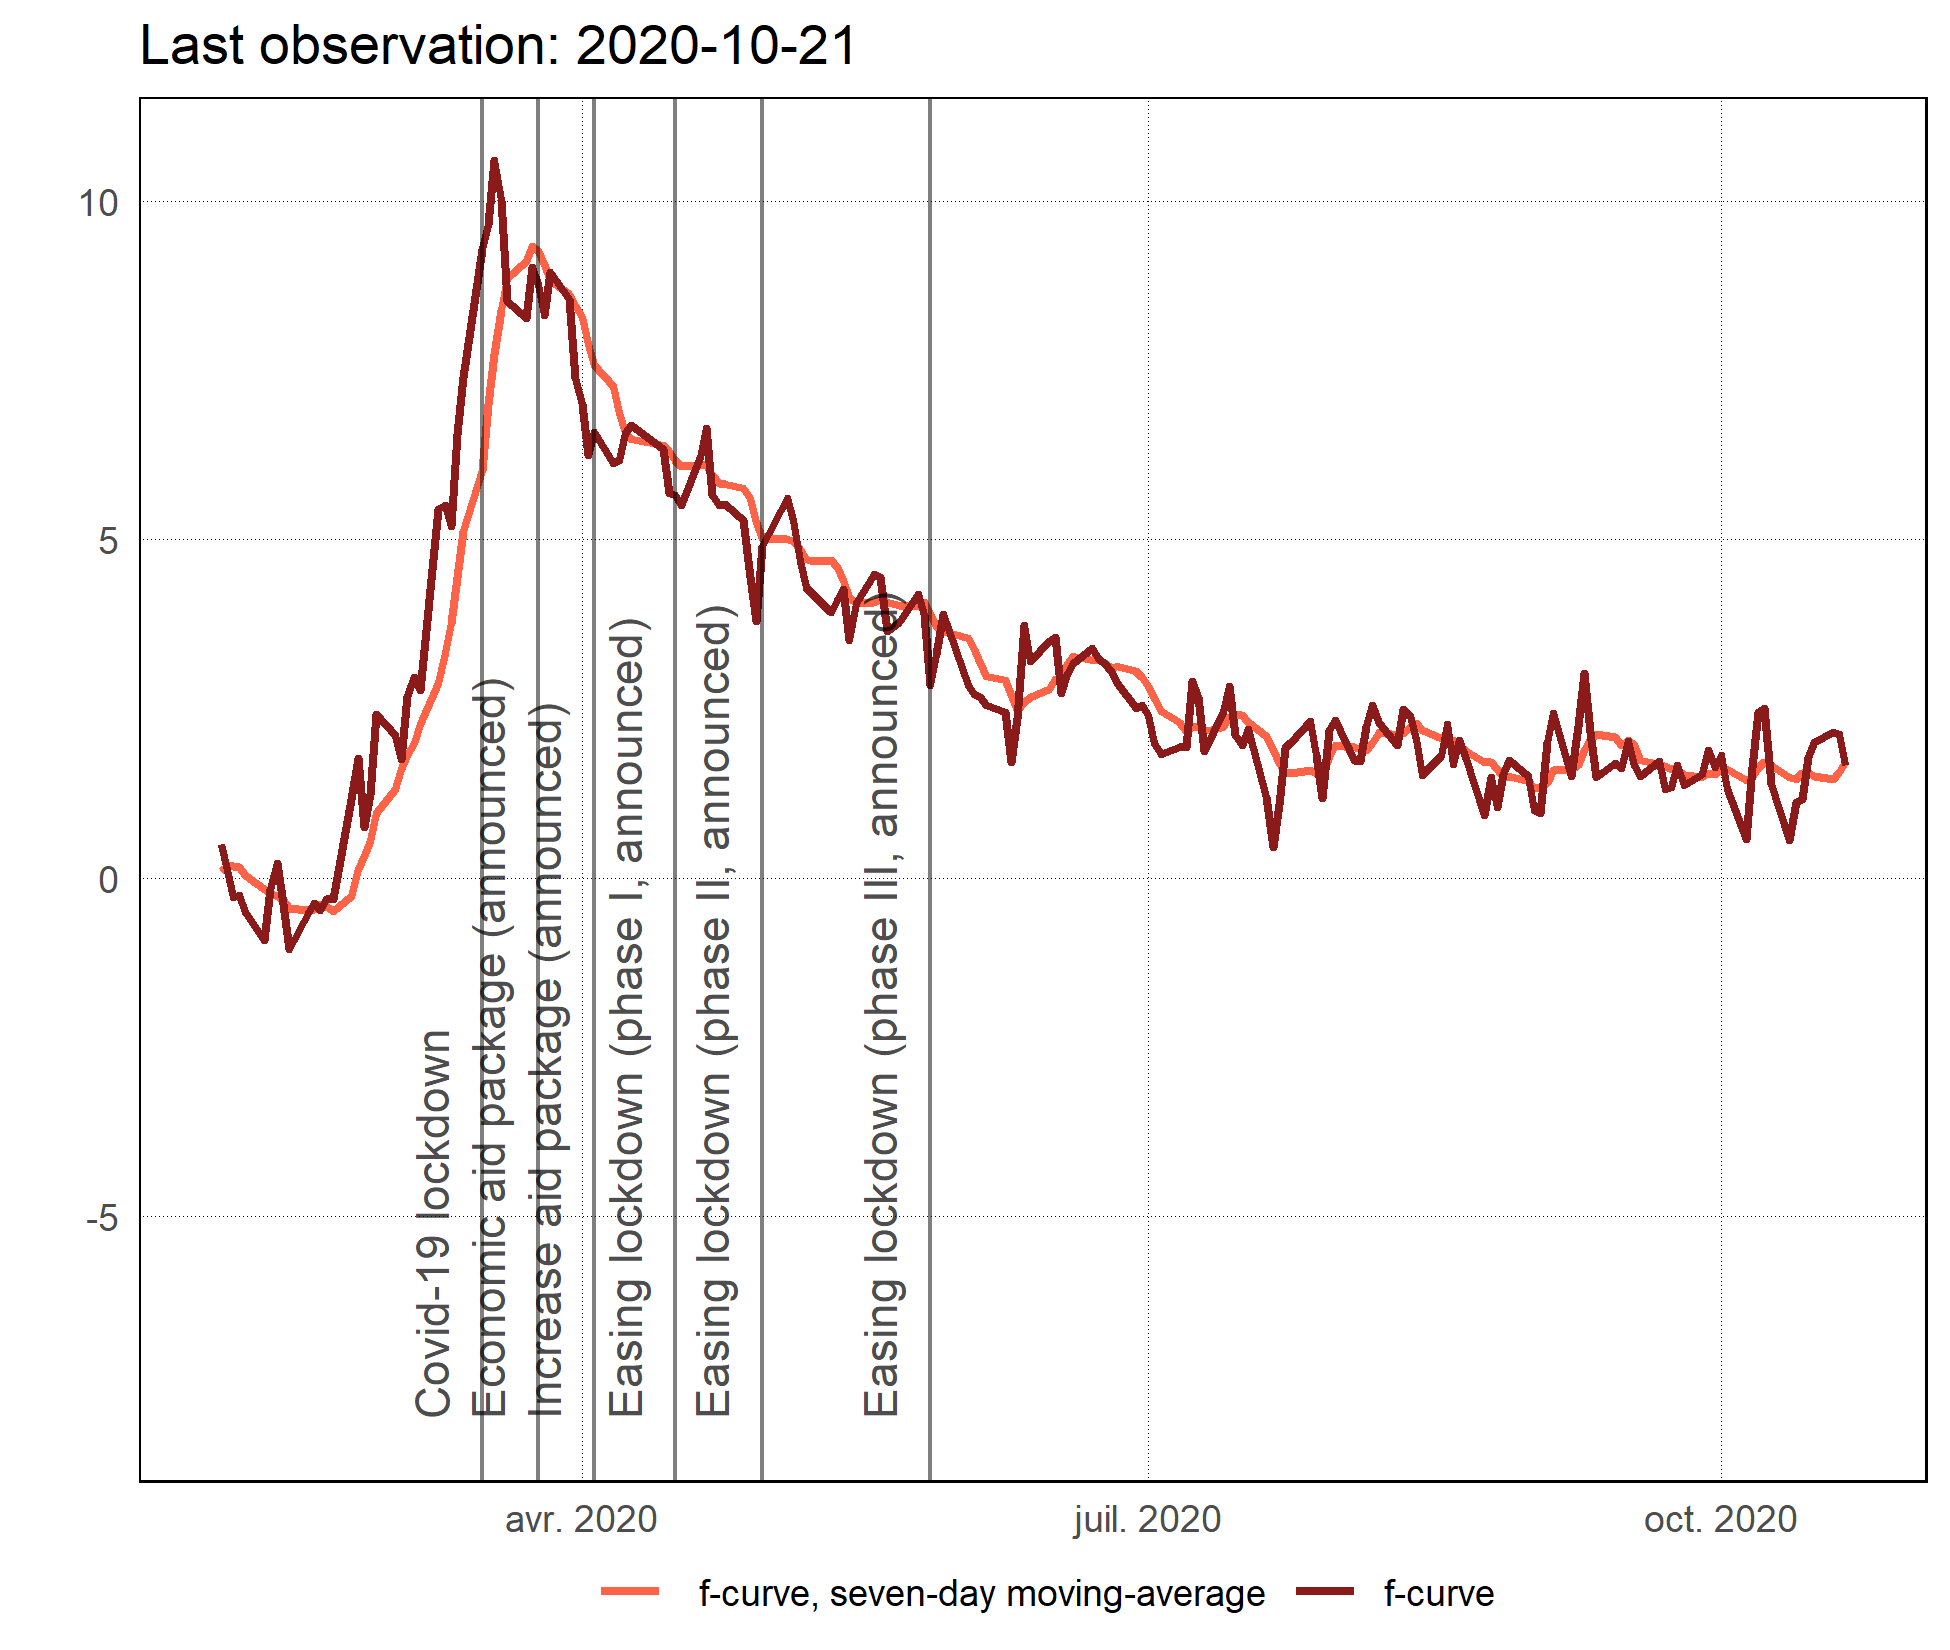 Last observation: 2020-10-21
10
5
0
-5
Covid-19 lockdown
Economic aid package (announced)
Increase aid package (announced)
Easing lockdown (phase I, announced)
Easing lockdown (phase II, announced)
Easing lockdown (phase III, announced)
avr. 2020
juil. 2020
oct. 2020
f-curve, seven-day moving-average
f-curve